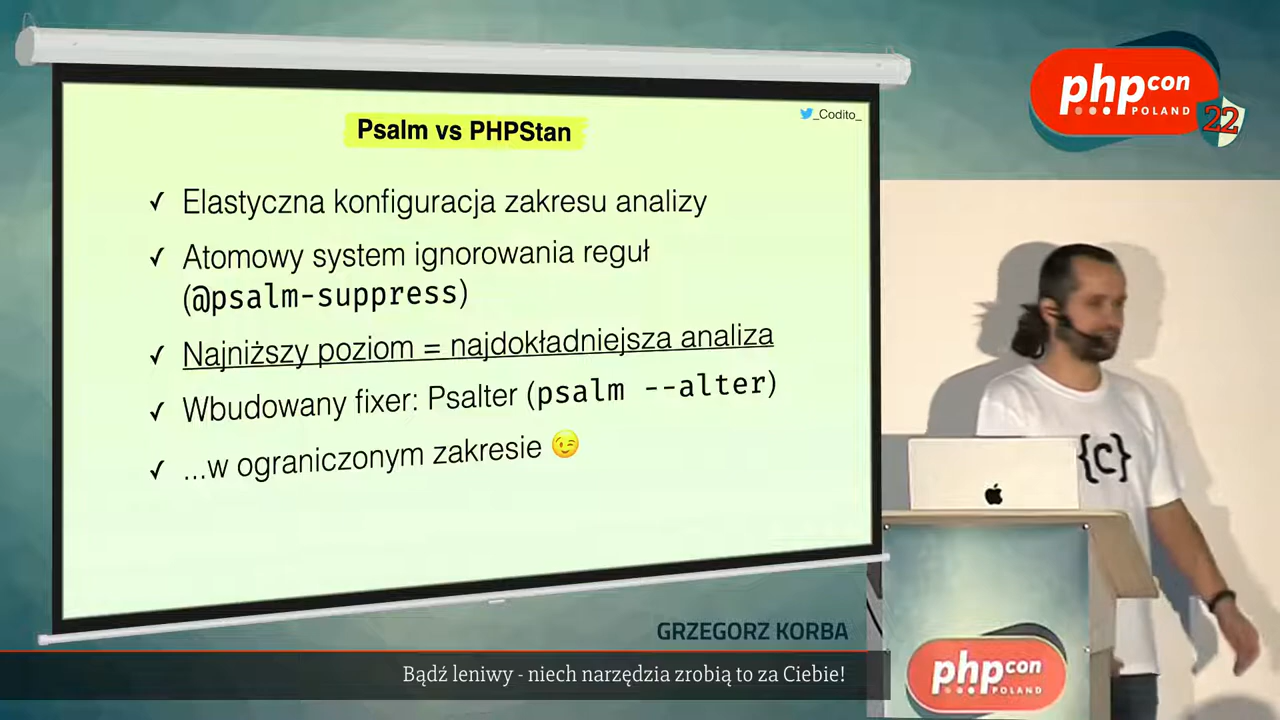 Psalm vs PHPStan
_Codito_
✓ Elastyczna konfiguracja zakresu analizy
✓ Atomowy system ignorowania reguł
(@psalm-suppress)
✓ Najniższy poziom = najdokładniejsza analiza
✓ Wbudowany fixer: Psalter (psalm --alter)
✓ ...w ograniczonym zakresie 😉
phpcon
POLAND
22
{c}
GRZEGORZ KORBA
Bądź leniwy - niech narzędzia zrobią to za Ciebie!
phpcon
POLAND